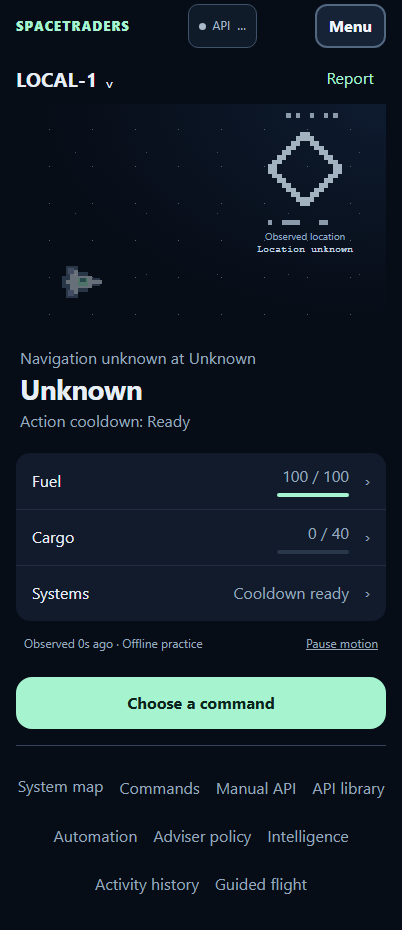 SPACETRADERS
API ...
Menu
LOCAL-1 v
Report
Observed location
Location unknown
Navigation unknown at Unknown
Unknown
Action cooldown: Ready
Fuel 100 / 100 ›
Cargo 0 / 40 ›
Systems Cooldown ready ›
Observed 0s ago · Offline practice Pause motion
Choose a command
System map Commands Manual API API library
Automation Adviser policy Intelligence
Activity history Guided flight